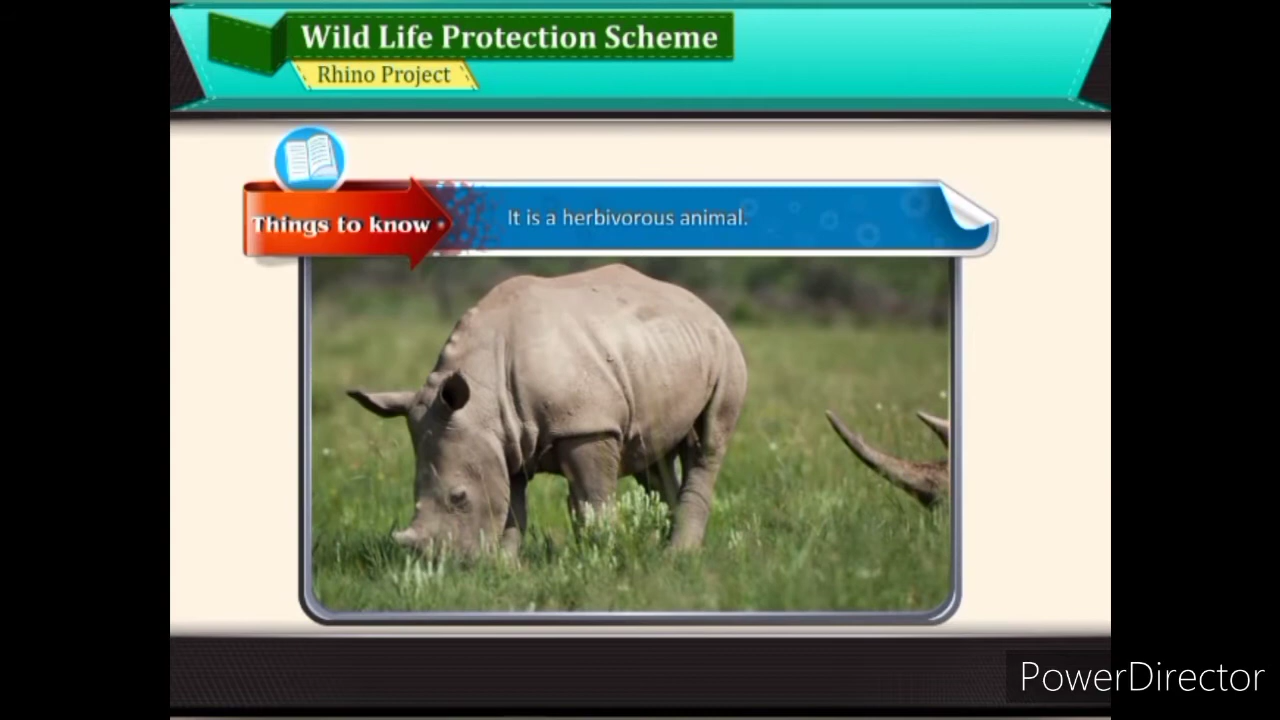 Wild Life Protection Scheme
Rhino Project
Things to know
It is a herbivorous animal.
PowerDirector